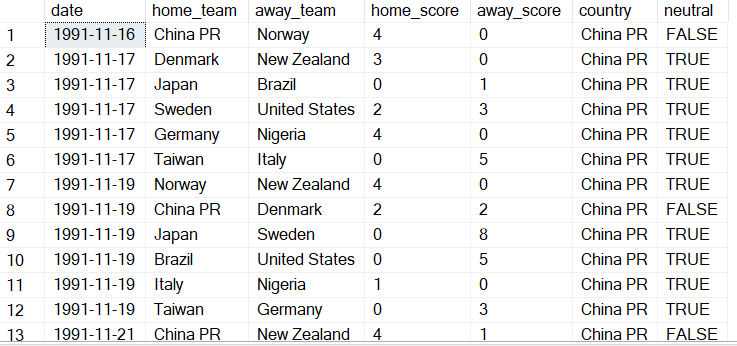 date home_team away_team home_score away_score country neutral
1 1991-11-16 China PR Norway 4 0 China PR FALSE
2 1991-11-17 Denmark New Zealand 3 0 China PR TRUE
3 1991-11-17 Japan Brazil 0 1 China PR TRUE
4 1991-11-17 Sweden United States 2 3 China PR TRUE
5 1991-11-17 Germany Nigeria 4 0 China PR TRUE
6 1991-11-17 Taiwan Italy 0 5 China PR TRUE
7 1991-11-19 Norway New Zealand 4 0 China PR TRUE
8 1991-11-19 China PR Denmark 2 2 China PR FALSE
9 1991-11-19 Japan Sweden 0 8 China PR TRUE
10 1991-11-19 Brazil United States 0 5 China PR TRUE
11 1991-11-19 Italy Nigeria 1 0 China PR TRUE
12 1991-11-19 Taiwan Germany 0 3 China PR TRUE
13 1991-11-21 China PR New Zealand 4 1 China PR FALSE